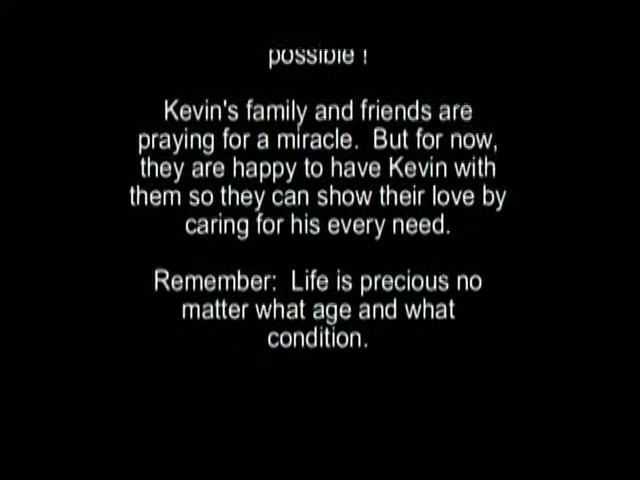 possible !
Kevin's family and friends are
praying for a miracle.  But for now,
they are happy to have Kevin with
them so they can show their love by
caring for his every need.
Remember:  Life is precious no
matter what age and what
condition.